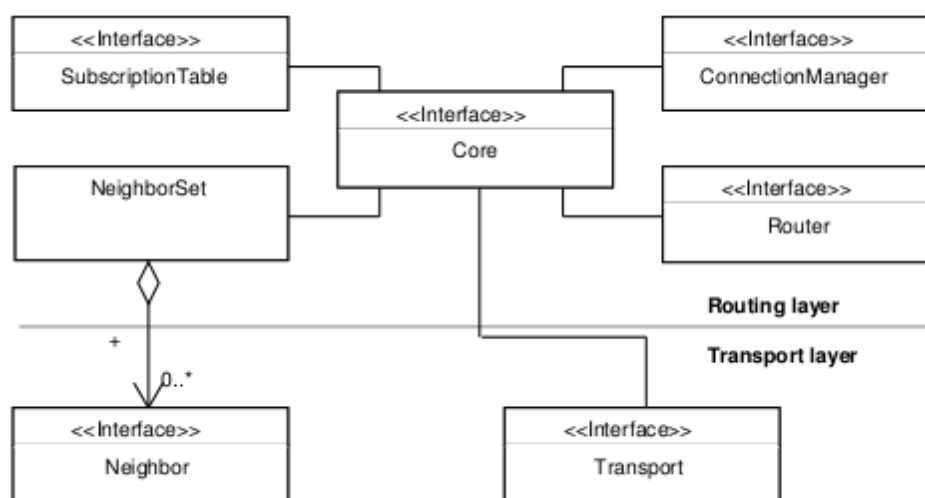 <<Interface>>
SubscriptionTable
<<Interface>>
ConnectionManager
<<Interface>>
Core
NeighborSet
<<Interface>>
Router
Routing layer
+
Transport layer
0..*
<<Interface>>
Neighbor
<<Interface>>
Transport